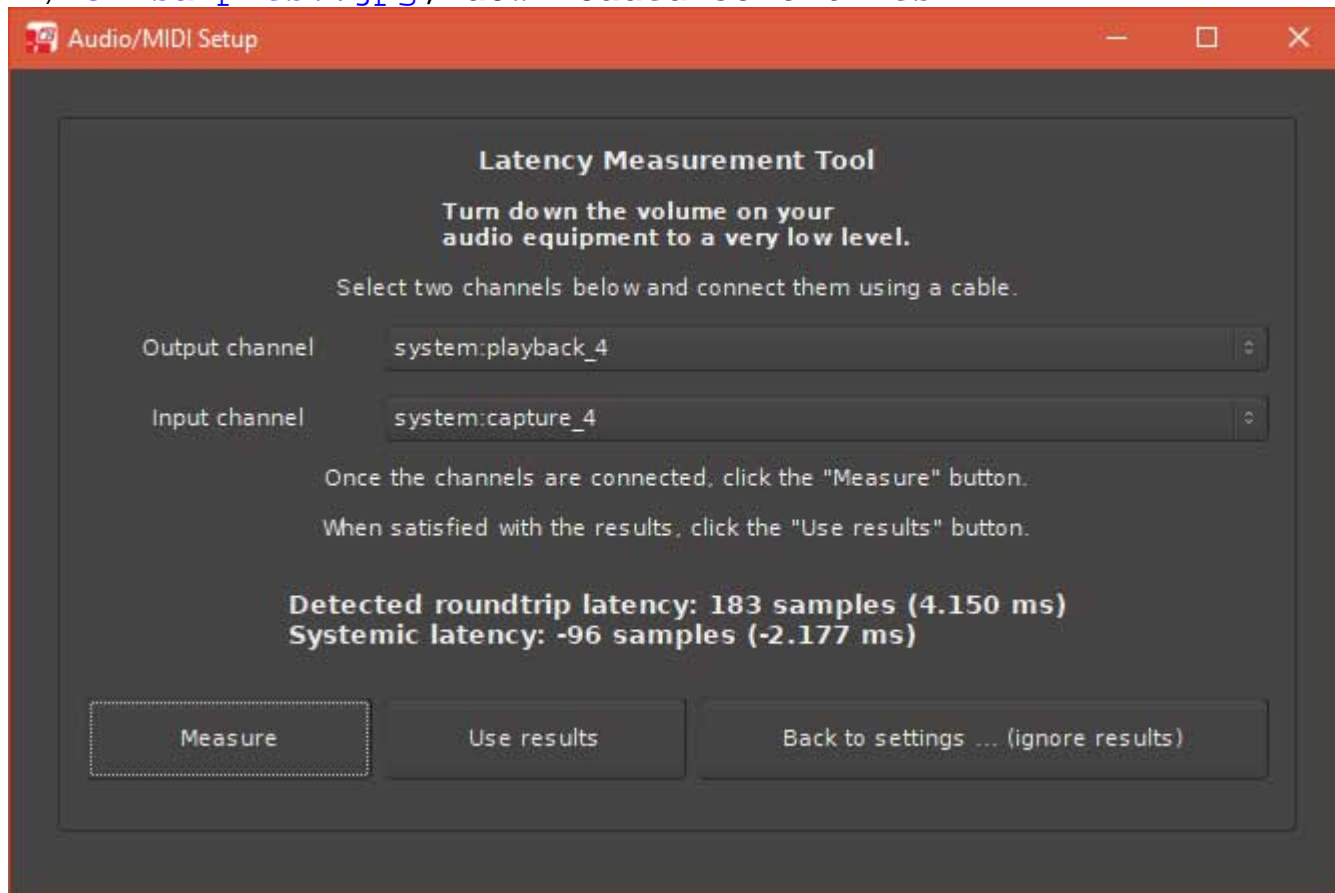 Audio/MIDI Setup
Latency Measurement Tool
Turn down the volume on your
audio equipment to a very low level.
Select two channels below and connect them using a cable.
Output channel system:playback_4
Input channel system:capture_4
Once the channels are connected, click the "Measure" button.
When satisfied with the results, click the "Use results" button.
Detected roundtrip latency: 183 samples (4.150 ms)
Systemic latency: -96 samples (-2.177 ms)
Measure Use results Back to settings ... (ignore results)